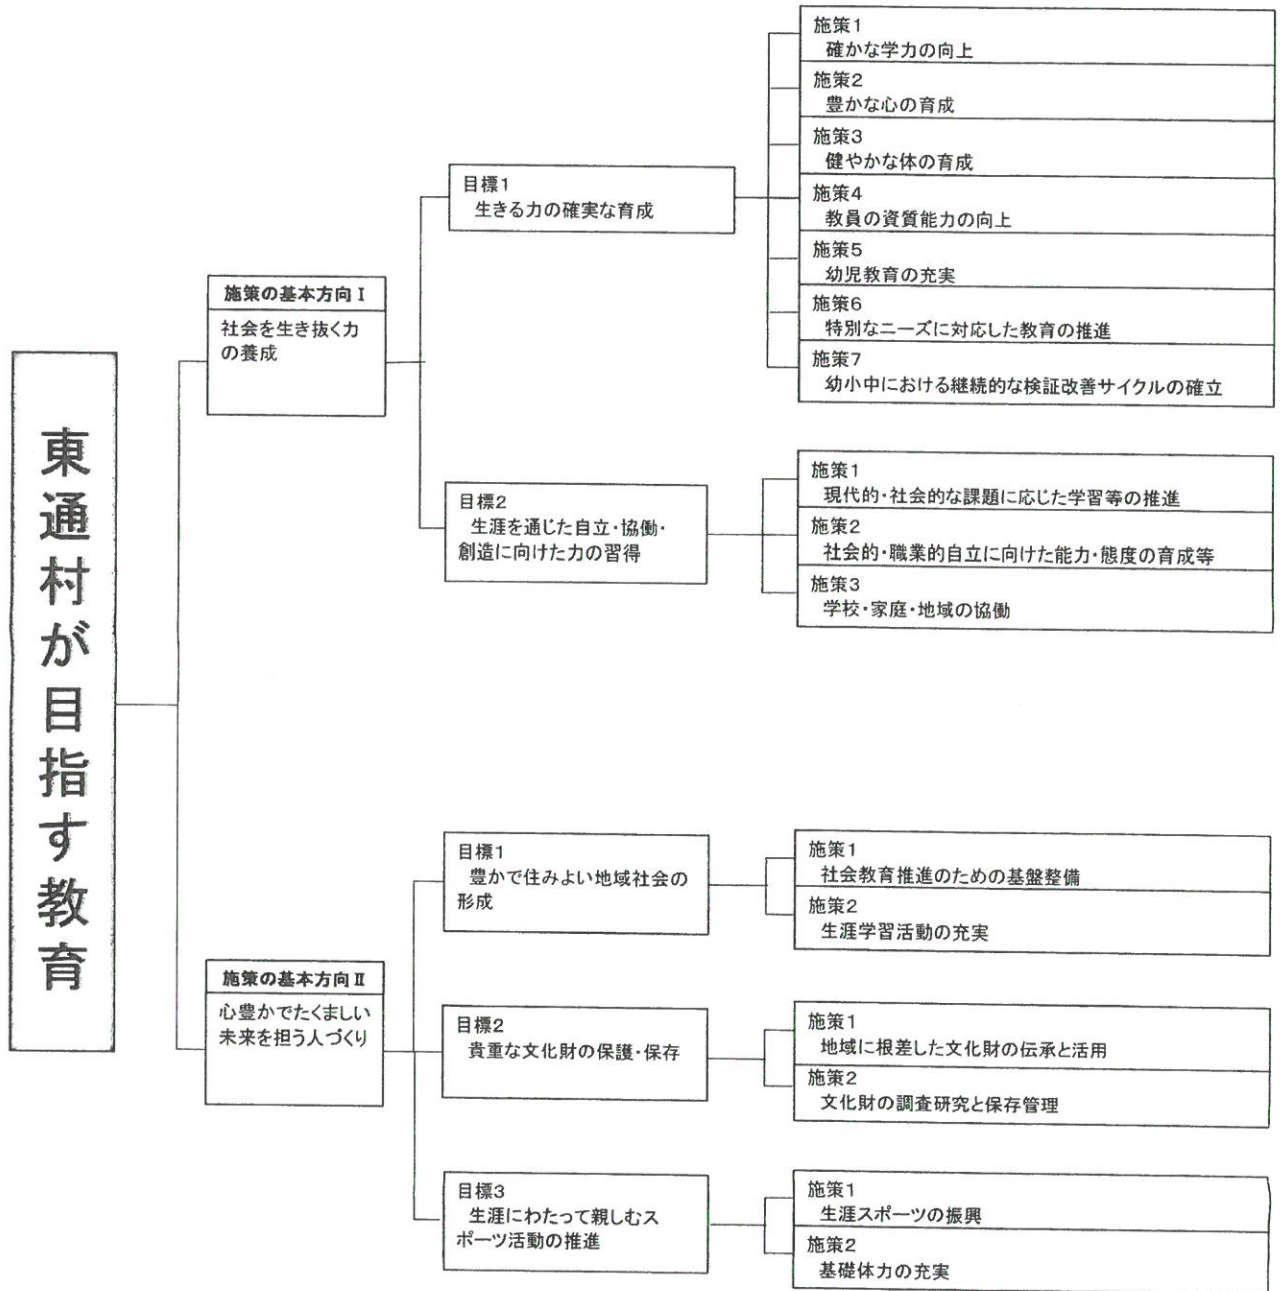 東通村が目指す教育
施策の基本方向Ⅰ
社会を生き抜く力
の養成
目標1
生きる力の確実な育成
施策1
確かな学力の向上
施策2
豊かな心の育成
施策3
健やかな体の育成
施策4
教員の資質能力の向上
施策5
幼児教育の充実
施策6
特別なニーズに対応した教育の推進
施策7
幼小中における継続的な検証改善サイクルの確立
目標2
生涯を通じた自立・協働・
創造に向けた力の習得
施策1
現代的・社会的な課題に応じた学習等の推進
施策2
社会的・職業的自立に向けた能力・態度の育成等
施策3
学校・家庭・地域の協働
施策の基本方向Ⅱ
心豊かでたくましい
未来を担う人づくり
目標1
豊かで住みよい地域社会の
形成
施策1
社会教育推進のための基盤整備
施策2
生涯学習活動の充実
目標2
貴重な文化財の保護・保存
施策1
地域に根差した文化財の伝承と活用
施策2
文化財の調査研究と保存管理
目標3
生涯にわたって親しむス
ポーツ活動の推進
施策1
生涯スポーツの振興
施策2
基礎体力の充実